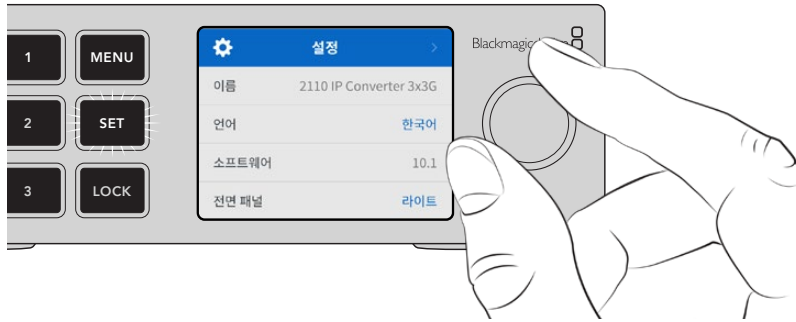 1
MENU
2
SET
3
LOCK
설정
이름 2110 IP Converter 3x3G
언어 한국어
소프트웨어 10.1
전면 패널 라이트
Blackmagic